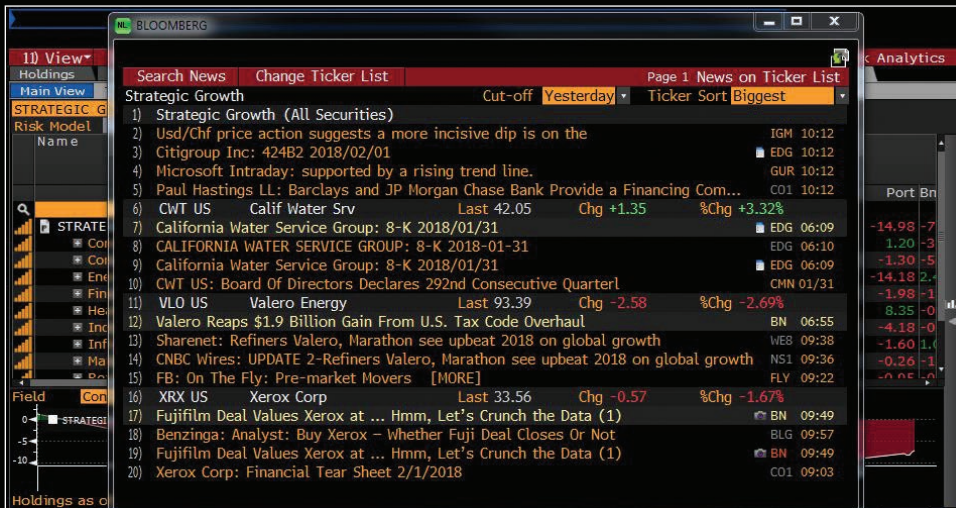 NL BLOOMBERG
11) View
Analytics
Holdings
Main View
STRATEGIC G
Risk Model
Name
Port
STRATE
-14.98
1.20
-1.30
-14.18
-1.98
8.35
-4.18
-1.60
-0.26
Search News Change Ticker List Page 1 News on Ticker List
Strategic Growth Cut-off Yesterday Ticker Sort Biggest
1) Strategic Growth (All Securities)
2) Usd/Chf price action suggests a more incisive dip is on the IGM 10:12
3) Citigroup Inc: 424B2 2018/02/01 EDG 10:12
4) Microsoft Intraday: supported by a rising trend line. GUR 10:12
5) Paul Hastings LL: Barclays and JP Morgan Chase Bank Provide a Financing Com... CO1 10:12
6) CWT US Calif Water Srv Last 42.05 Chg +1.35 %Chg +3.32%
7) California Water Service Group: 8-K 2018/01/31 EDG 06:09
8) CALIFORNIA WATER SERVICE GROUP: 8-K 2018-01-31 EDG 06:10
9) California Water Service Group: 8-K 2018/01/31 EDG 06:09
10) CWT US: Board Of Directors Declares 292nd Consecutive Quarterl CMN 01/31
11) VLO US Valero Energy Last 93.39 Chg -2.58 %Chg -2.69%
12) Valero Reaps $1.9 Billion Gain From U.S. Tax Code Overhaul BN 06:55
13) Sharenet: Refiners Valero, Marathon see upbeat 2018 on global growth WE8 09:38
14) CNBC Wires: UPDATE 2-Refiners Valero, Marathon see upbeat 2018 on global growth NS1 09:36
15) FB: On The Fly: Pre-market Movers [MORE] FLY 09:22
16) XRX US Xerox Corp Last 33.56 Chg -0.57 %Chg -1.67%
17) Fujifilm Deal Values Xerox at ... Hmm, Let's Crunch the Data (1) BN 09:49
18) Benzinga: Analyst: Buy Xerox – Whether Fuji Deal Closes Or Not BLG 09:57
19) Fujifilm Deal Values Xerox at ... Hmm, Let's Crunch the Data (1) BN 09:49
20) Xerox Corp: Financial Tear Sheet 2/1/2018 CO1 09:03
Field Con
0
STRATEGI
-5
-10
Holdings as o